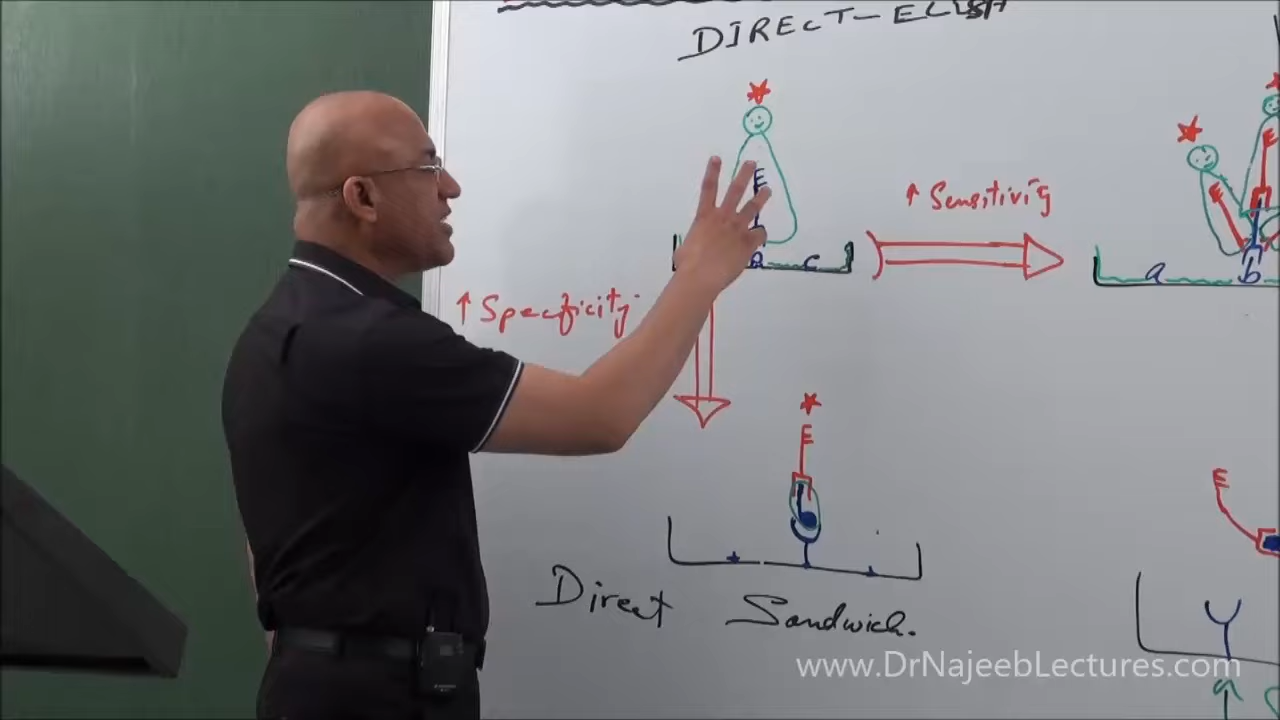 DIRECT - ELISA
E
a c
↑ Specificity
↑ Sensitivity
E
E
a b
E
Direct Sandwich.
E
www.DrNajeebLectures.com